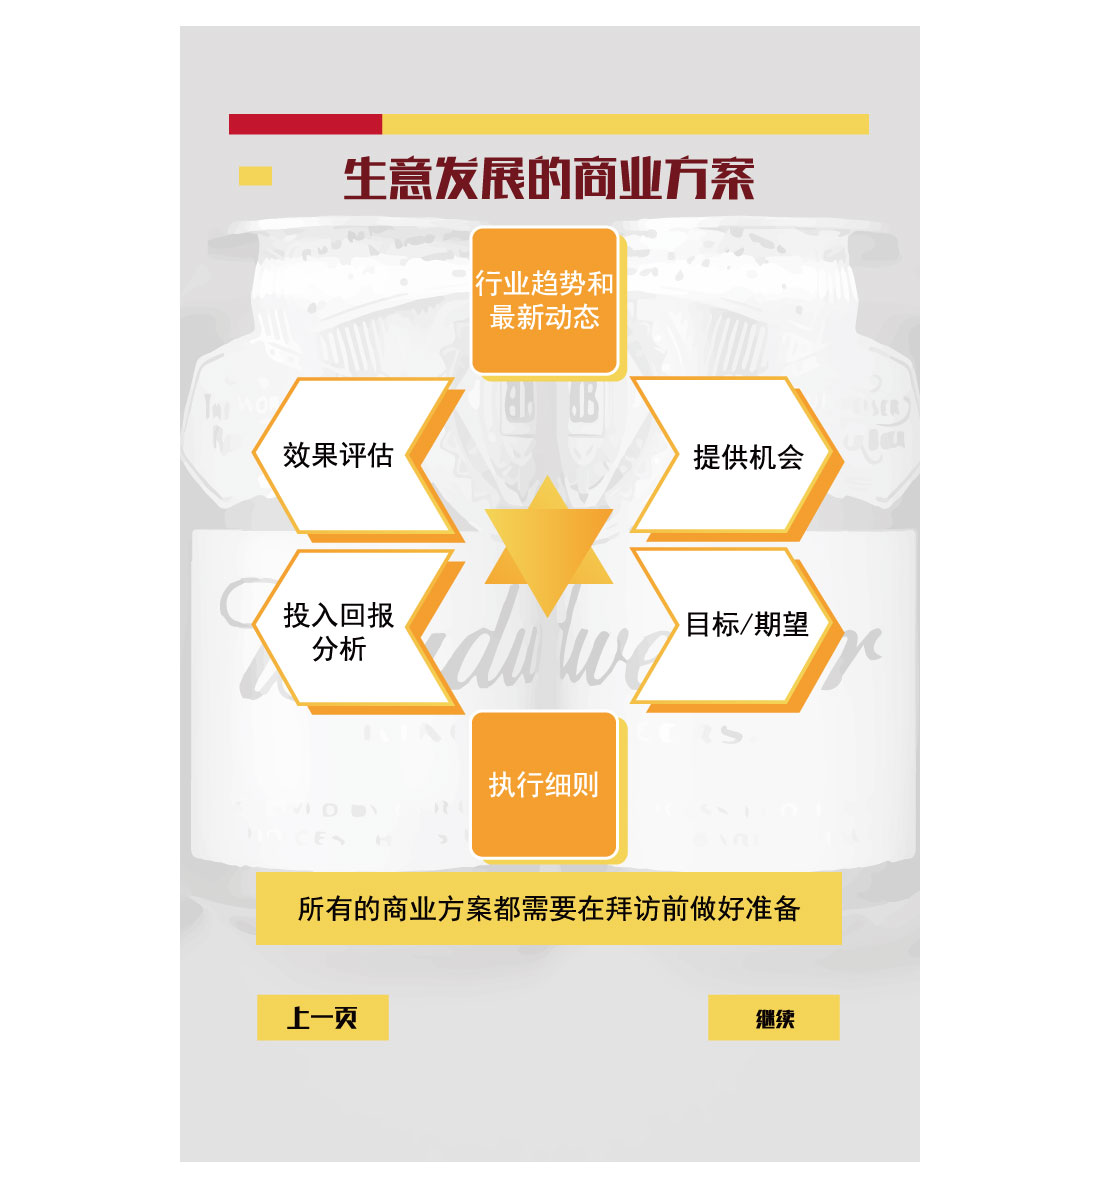 生意发展的商业方案
行业趋势和
最新动态
效果评估
提供机会
投入回报
分析
目标/期望
执行细则
所有的商业方案都需要在拜访前做好准备
上一页
继续